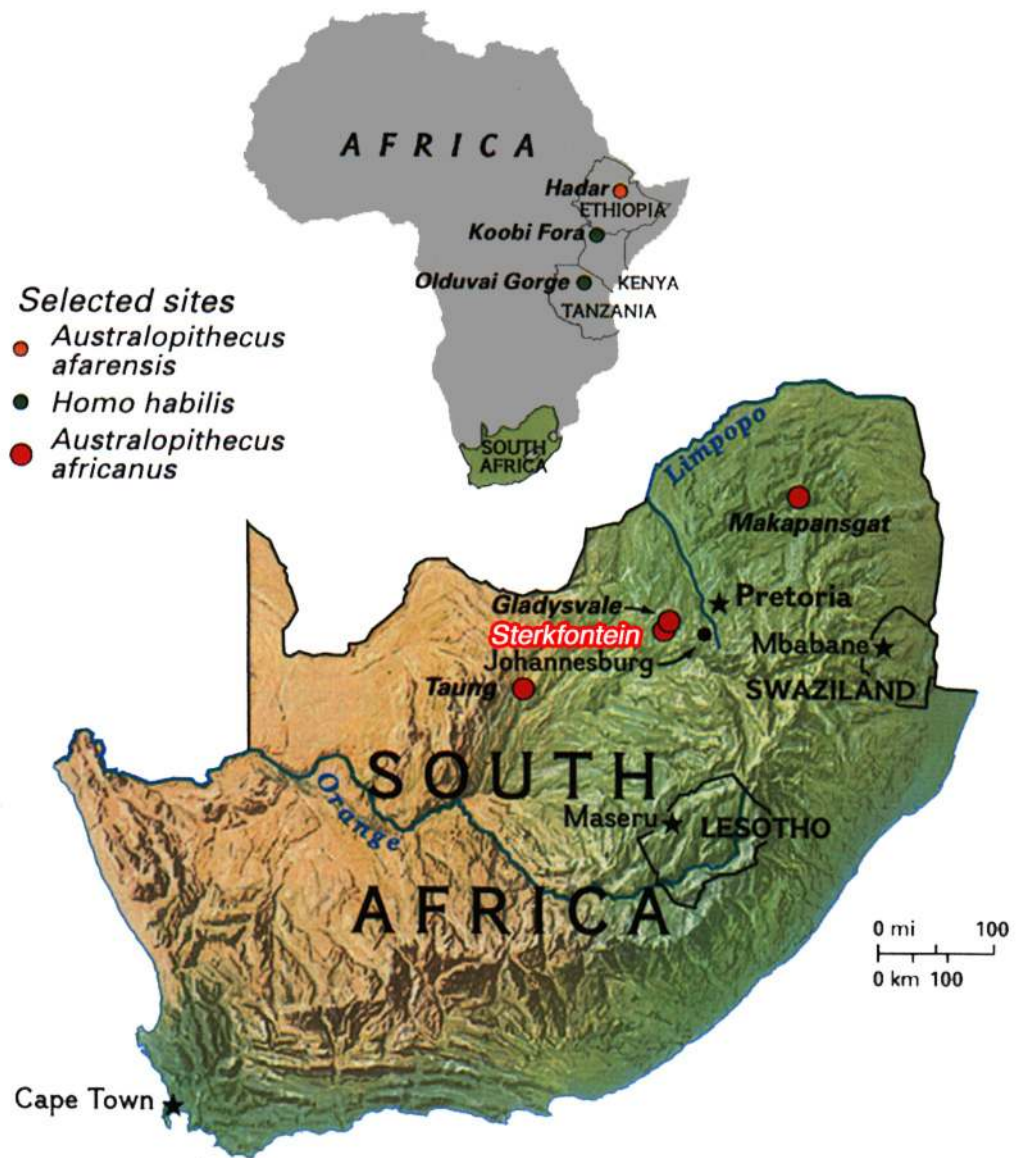 AFRICA
Hadar
ETHIOPIA
Koobi Fora
Olduvai Gorge
KENYA
TANZANIA
Selected sites
Australopithecus
afarensis
Homo habilis
Australopithecus
africanus
SOUTH
AFRICA
Limpopo
Makapansgat
Gladysvale
Pretoria
Sterkfontein
Johannesburg
Mbabane
Taung
SWAZILAND
SOUTH
Orange
Maseru
LESOTHO
AFRICA
0 mi 100
0 km 100
Cape Town